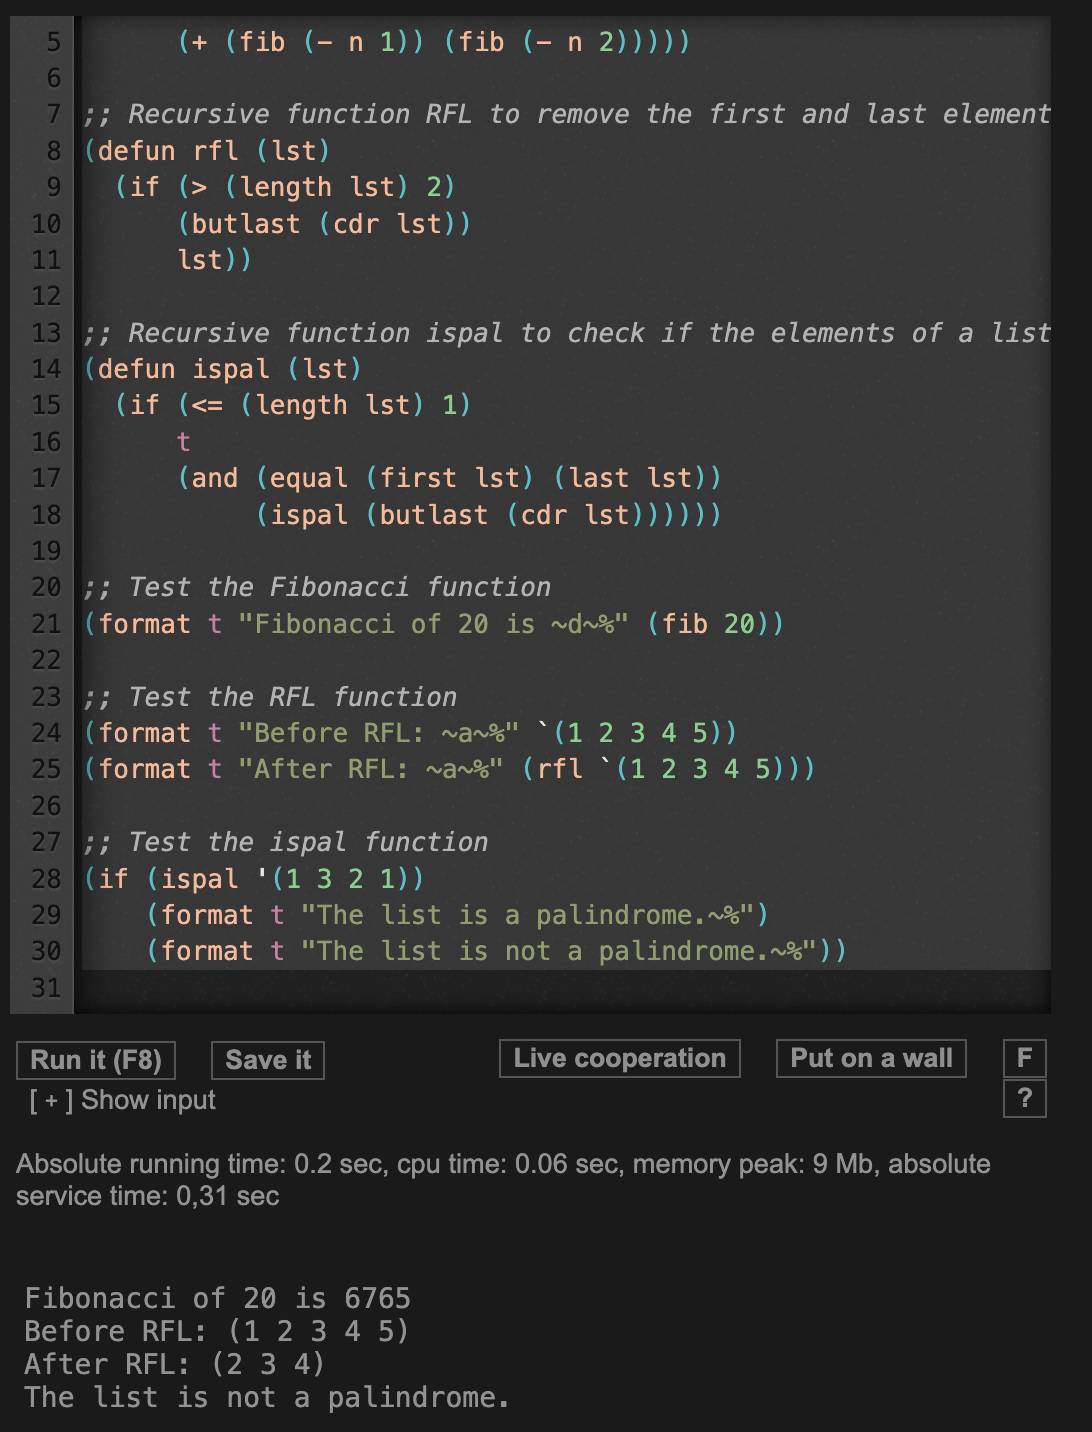 5 (+ (fib (- n 1)) (fib (- n 2)))))
6
7 ;; Recursive function RFL to remove the first and last element
8 (defun rfl (lst)
9 (if (> (length lst) 2)
10 (butlast (cdr lst))
11 lst))
12
13 ;; Recursive function ispal to check if the elements of a list
14 (defun ispal (lst)
15 (if (<= (length lst) 1)
16 t
17 (and (equal (first lst) (last lst))
18 (ispal (butlast (cdr lst))))))
19
20 ;; Test the Fibonacci function
21 (format t "Fibonacci of 20 is ~d~%" (fib 20))
22
23 ;; Test the RFL function
24 (format t "Before RFL: ~a~%" `(1 2 3 4 5))
25 (format t "After RFL: ~a~%" (rfl `(1 2 3 4 5)))
26
27 ;; Test the ispal function
28 (if (ispal '(1 3 2 1))
29 (format t "The list is a palindrome.~%")
30 (format t "The list is not a palindrome.~%"))
31
Run it (F8) Save it Live cooperation Put on a wall F
[ + ] Show input ?
Absolute running time: 0.2 sec, cpu time: 0.06 sec, memory peak: 9 Mb, absolute
service time: 0,31 sec
Fibonacci of 20 is 6765
Before RFL: (1 2 3 4 5)
After RFL: (2 3 4)
The list is not a palindrome.